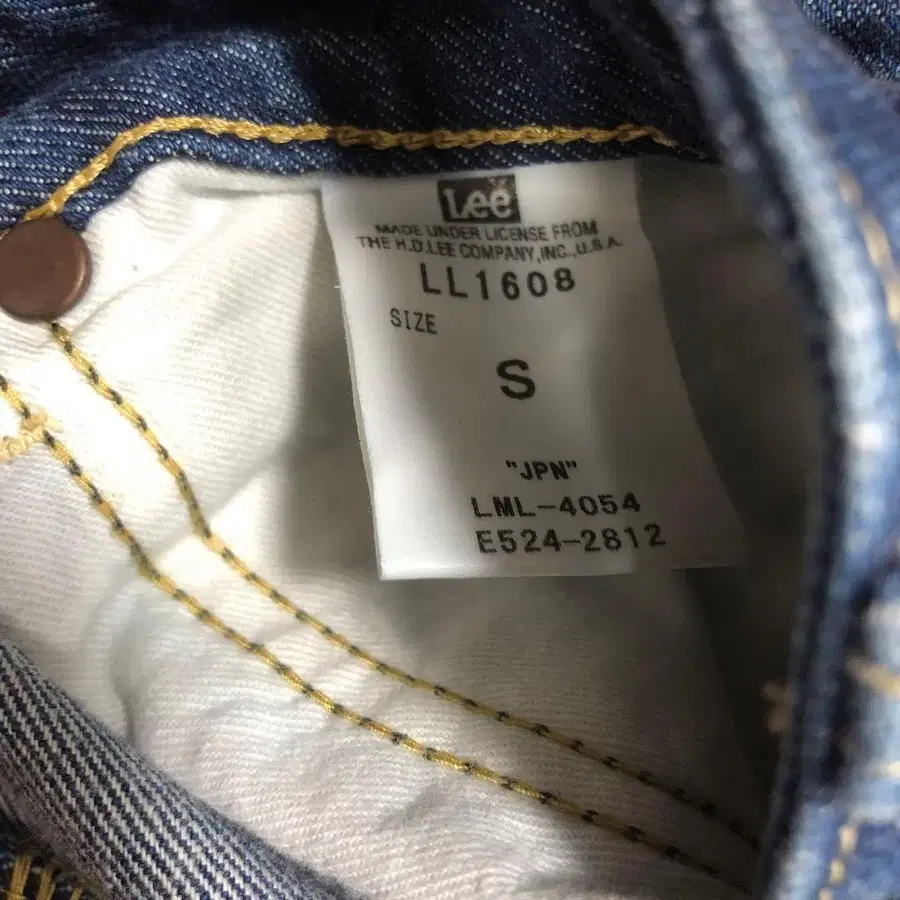 Lee
MADE UNDER LICENSE FROM
THE H.D.LEE COMPANY,INC.,U.S.A.
LL1608
SIZE
S
"JPN"
LML-4054
E524-2812